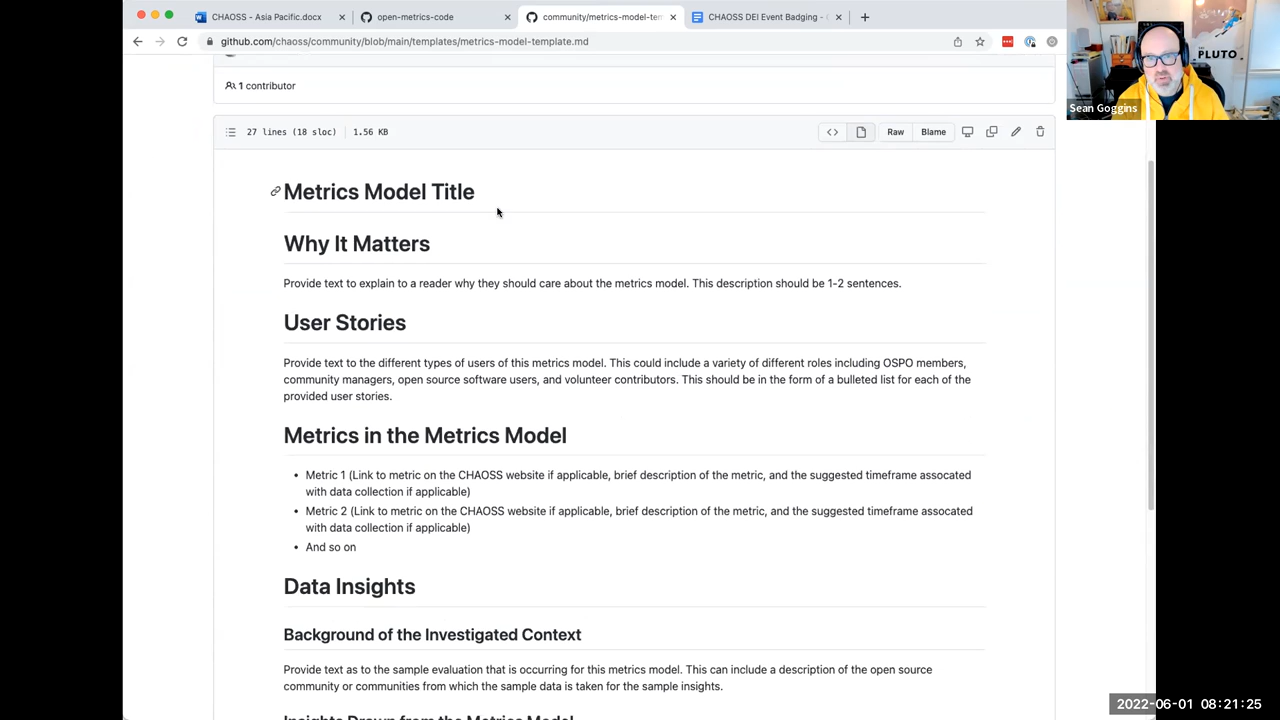 CHAOSS - Asia Pacific.docx
open-metrics-code
community/metrics-model-tem
CHAOSS DEI Event Badging -
github.com/chaoss/community/blob/main/templates/metrics-model-template.md
PLUTO
Sean Goggins
1 contributor
27 lines (18 sloc) 1.56 KB
Raw Blame
Metrics Model Title
Why It Matters
Provide text to explain to a reader why they should care about the metrics model. This description should be 1-2 sentences.
User Stories
Provide text to the different types of users of this metrics model. This could include a variety of different roles including OSPO members,
community managers, open source software users, and volunteer contributors. This should be in the form of a bulleted list for each of the
provided user stories.
Metrics in the Metrics Model
• Metric 1 (Link to metric on the CHAOSS website if applicable, brief description of the metric, and the suggested timeframe assocated
with data collection if applicable)
• Metric 2 (Link to metric on the CHAOSS website if applicable, brief description of the metric, and the suggested timeframe assocated
with data collection if applicable)
• And so on
Data Insights
Background of the Investigated Context
Provide text as to the sample evaluation that is occurring for this metrics model. This can include a description of the open source
community or communities from which the sample data is taken for the sample insights.
Insights Drawn from the Metrics Model
2022-06-01 08:21:25